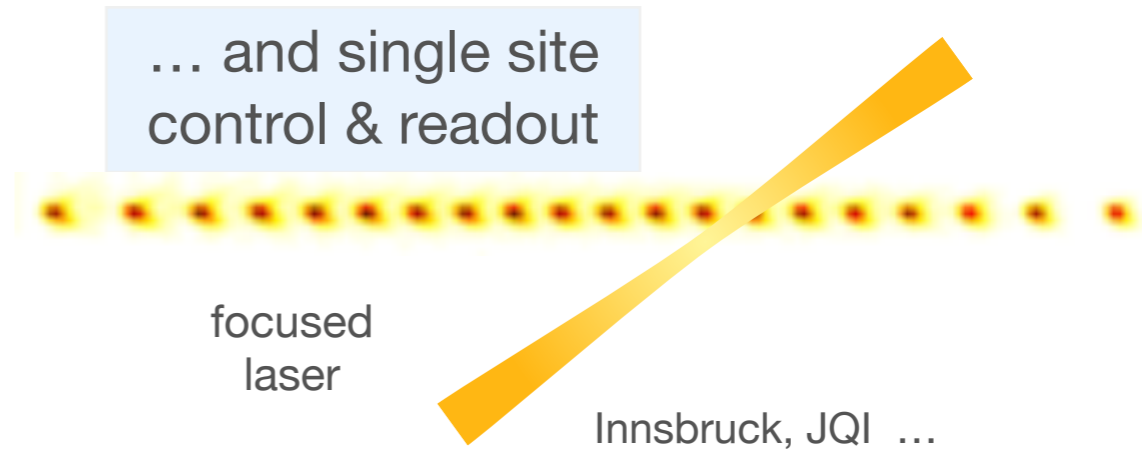 … and single site
control & readout
focused
laser
Innsbruck, JQI …